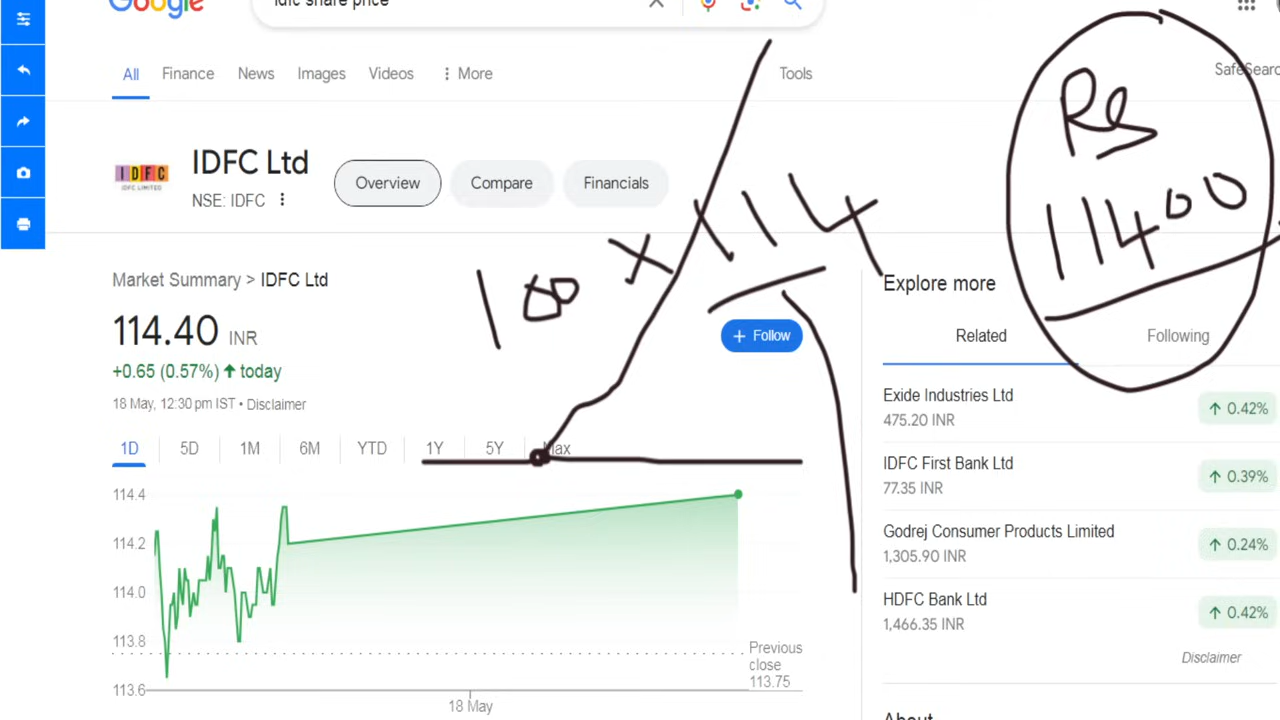 Google
idfc share price
All Finance News Images Videos More Tools SafeSearc
IDFC
IDFC LIMITED
IDFC Ltd
NSE: IDFC
Overview Compare Financials
Rs
11400
100 x 114
Market Summary > IDFC Ltd
114.40 INR
+ Follow
+0.65 (0.57%) ↑ today
18 May, 12:30 pm IST • Disclaimer
1D 5D 1M 6M YTD 1Y 5Y Max
114.4
114.2
114.0
113.8
113.6
Previous
close
113.75
18 May
Explore more
Related Following
Exide Industries Ltd
475.20 INR
↑ 0.42%
IDFC First Bank Ltd
77.35 INR
↑ 0.39%
Godrej Consumer Products Limited
1,305.90 INR
↑ 0.24%
HDFC Bank Ltd
1,466.35 INR
↑ 0.42%
Disclaimer
About